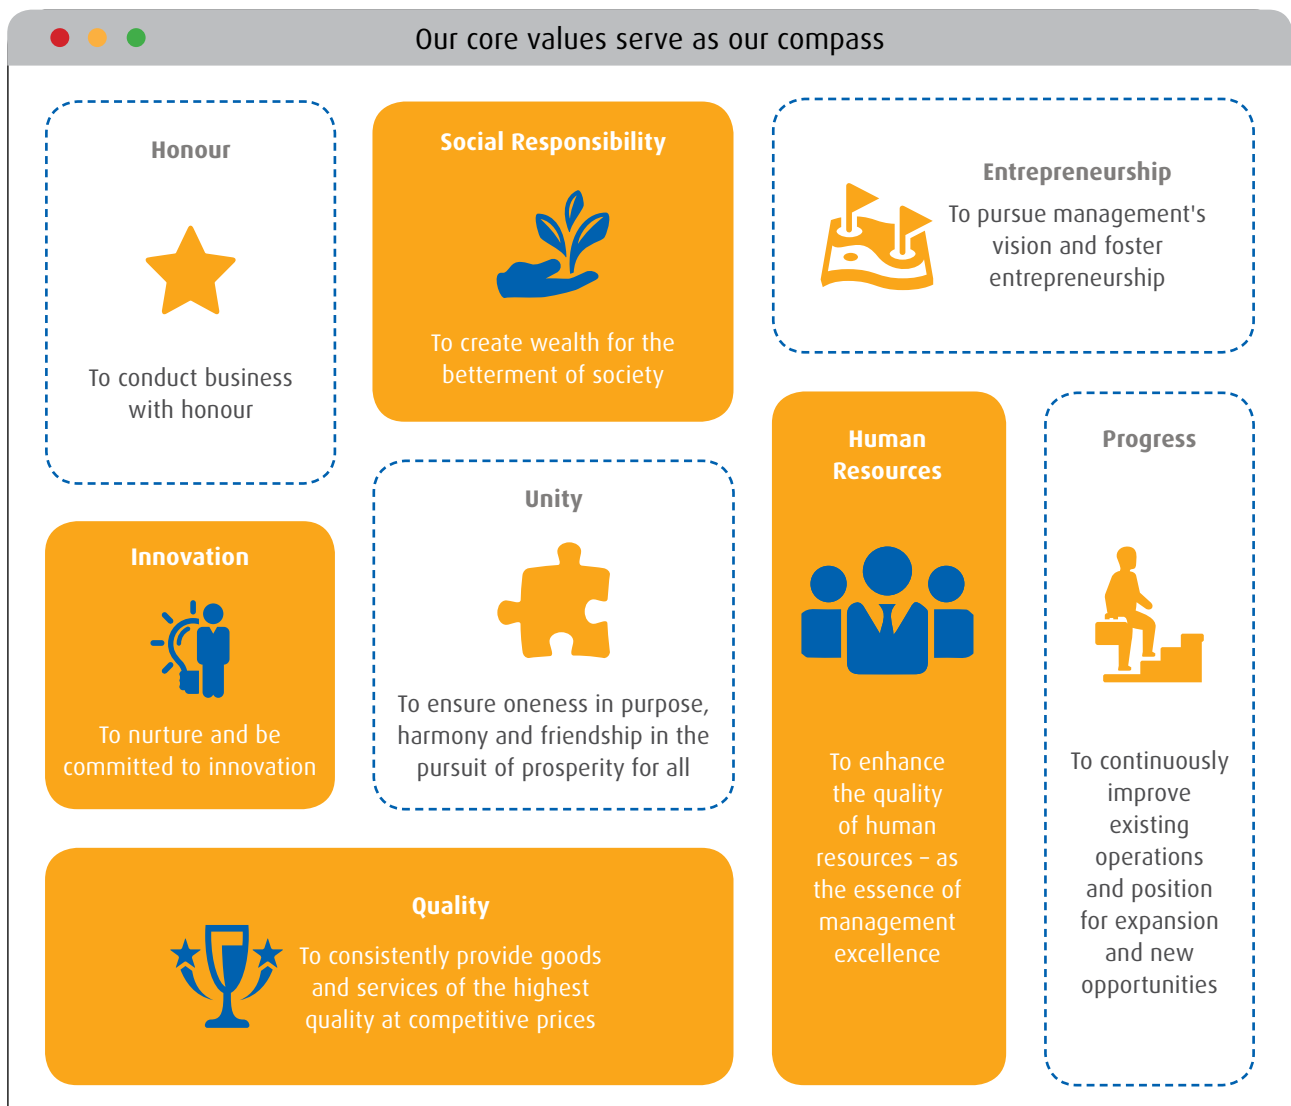 Our core values serve as our compass
Honour
To conduct business
with honour
Social Responsibility
To create wealth for the
betterment of society
Entrepreneurship
To pursue management's
vision and foster
entrepreneurship
Innovation
To nurture and be
committed to innovation
Unity
To ensure oneness in purpose,
harmony and friendship in the
pursuit of prosperity for all
Human
Resources
To enhance
the quality
of human
resources – as
the essence of
management
excellence
Progress
To continuously
improve
existing
operations
and position
for expansion
and new
opportunities
Quality
To consistently provide goods
and services of the highest
quality at competitive prices